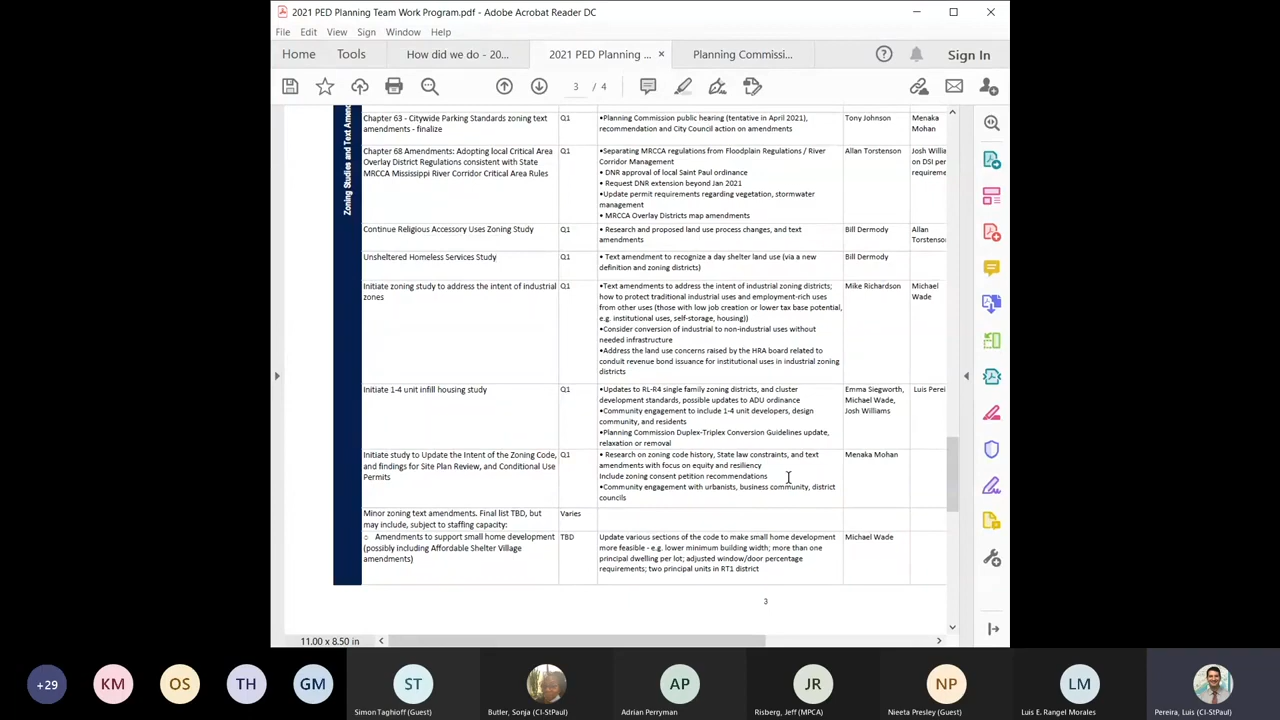 2021 PED Planning Team Work Program.pdf - Adobe Acrobat Reader DC
File Edit View Sign Window Help
Home Tools How did we do - 20... 2021 PED Planning ... × Planning Commissi... Sign In
3 / 4
Zoning Studies and Text Amen
Chapter 63 - Citywide Parking Standards zoning text
amendments - finalize
Q1
•Planning Commission public hearing (tentative in April 2021),
recommendation and City Council action on amendments
Tony Johnson
Menaka
Mohan
Chapter 68 Amendments: Adopting local Critical Area
Overlay District Regulations consistent with State
MRCCA Mississippi River Corridor Critical Area Rules
Q1
•Separating MRCCA regulations from Floodplain Regulations / River
Corridor Management
• DNR approval of local Saint Paul ordinance
• Request DNR extension beyond Jan 2021
•Update permit requirements regarding vegetation, stormwater
management
• MRCCA Overlay Districts map amendments
Allan Torstenson
Josh Willia
on DSI per
requireme
Continue Religious Accessory Uses Zoning Study
Q1
• Research and proposed land use process changes, and text
amendments
Bill Dermody
Allan
Torstenso
Unsheltered Homeless Services Study
Q1
• Text amendment to recognize a day shelter land use (via a new
definition and zoning districts)
Bill Dermody
Initiate zoning study to address the intent of industrial
zones
Q1
•Text amendments to address the intent of industrial zoning districts;
how to protect traditional industrial uses and employment-rich uses
from other uses (those with low job creation or lower tax base potential,
e.g. institutional uses, self-storage, housing))
•Consider conversion of industrial to non-industrial uses without
needed infrastructure
•Address the land use concerns raised by the HRA board related to
conduit revenue bond issuance for institutional uses in industrial zoning
districts
Mike Richardson
Michael
Wade
Initiate 1-4 unit infill housing study
Q1
•Updates to RL-R4 single family zoning districts, and cluster
development standards, possible updates to ADU ordinance
•Community engagement to include 1-4 unit developers, design
community, and residents
•Planning Commission Duplex-Triplex Conversion Guidelines update,
relaxation or removal
Emma Siegworth,
Michael Wade,
Josh Williams
Luis Perei
Initiate study to Update the Intent of the Zoning Code,
and findings for Site Plan Review, and Conditional Use
Permits
Q1
• Research on zoning code history, State law constraints, and text
amendments with focus on equity and resiliency
Include zoning consent petition recommendations
•Community engagement with urbanists, business community, district
councils
Menaka Mohan
Minor zoning text amendments. Final list TBD, but
may include, subject to staffing capacity:
Varies
○ Amendments to support small home development
(possibly including Affordable Shelter Village
amendments)
TBD
Update various sections of the code to make small home development
more feasible - e.g. lower minimum building width; more than one
principal dwelling per lot; adjusted window/door percentage
requirements; two principal units in RT1 district
Michael Wade
3
11.00 x 8.50 in
+29 KM OS TH GM ST AP JR NP LM
Simon Taghioff (Guest) Butler, Sonja (CI-StPaul) Adrian Perryman Risberg, Jeff (MPCA) Nieeta Presley (Guest) Luis E. Rangel Morales Pereira, Luis (CI-StPaul)